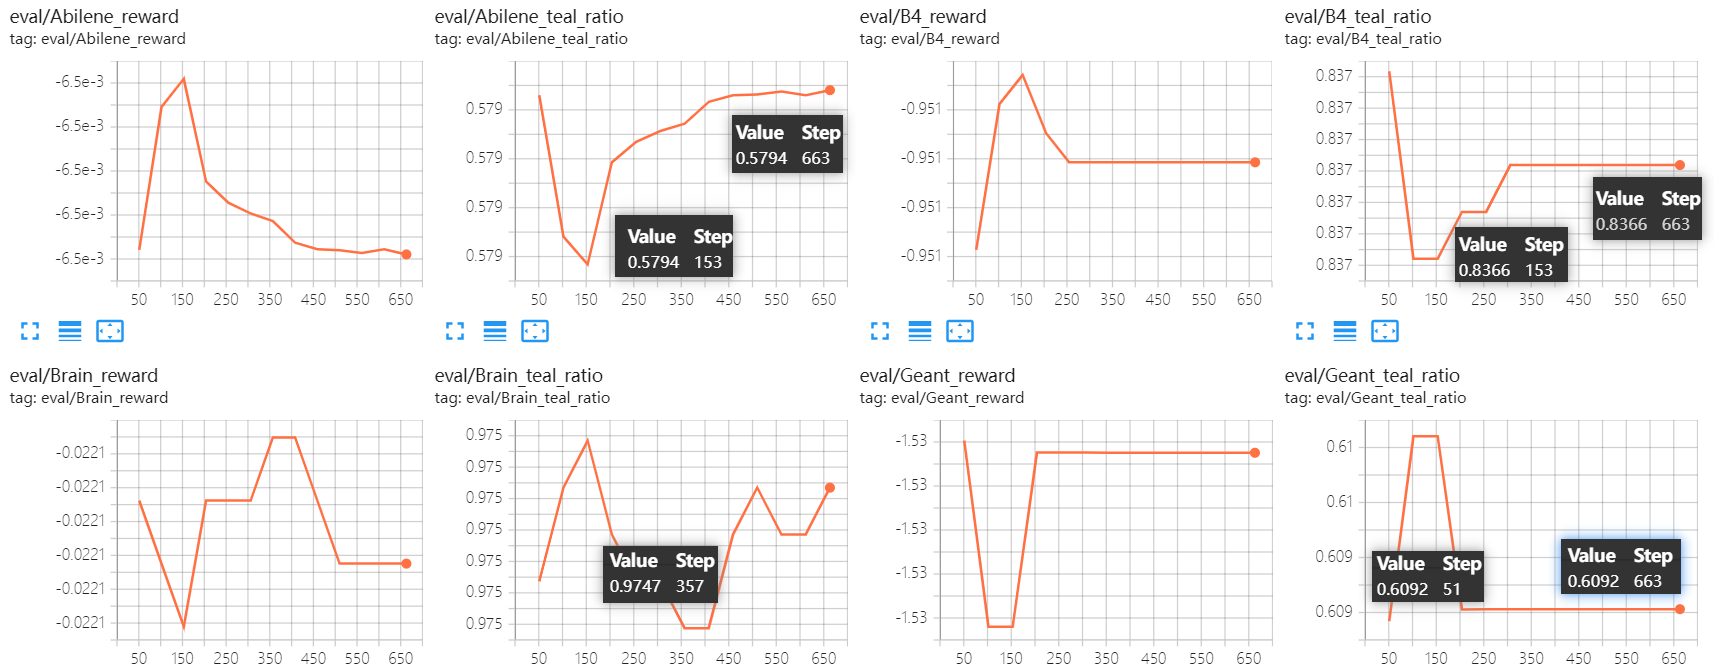 eval/Abilene_reward
tag: eval/Abilene_reward
-6.5e-3
-6.5e-3
-6.5e-3
-6.5e-3
-6.5e-3
50 150 250 350 450 550 650
eval/Abilene_teal_ratio
tag: eval/Abilene_teal_ratio
0.579
0.579
0.579
0.579
Value Step
0.5794 663
Value Step
0.5794 153
50 150 250 350 450 550 650
eval/B4_reward
tag: eval/B4_reward
-0.951
-0.951
-0.951
-0.951
50 150 250 350 450 550 650
eval/B4_teal_ratio
tag: eval/B4_teal_ratio
0.837
0.837
0.837
0.837
0.837
0.837
0.837
Value Step
0.8366 663
Value Step
0.8366 153
50 150 250 350 450 550 650
eval/Brain_reward
tag: eval/Brain_reward
-0.0221
-0.0221
-0.0221
-0.0221
-0.0221
-0.0221
50 150 250 350 450 550 650
eval/Brain_teal_ratio
tag: eval/Brain_teal_ratio
0.975
0.975
0.975
0.975
0.975
0.975
0.975
Value Step
0.9747 357
50 150 250 350 450 550 650
eval/Geant_reward
tag: eval/Geant_reward
-1.53
-1.53
-1.53
-1.53
-1.53
50 150 250 350 450 550 650
eval/Geant_teal_ratio
tag: eval/Geant_teal_ratio
0.61
0.61
0.609
0.609
Value Step
0.6092 663
Value Step
0.6092 51
50 150 250 350 450 550 650